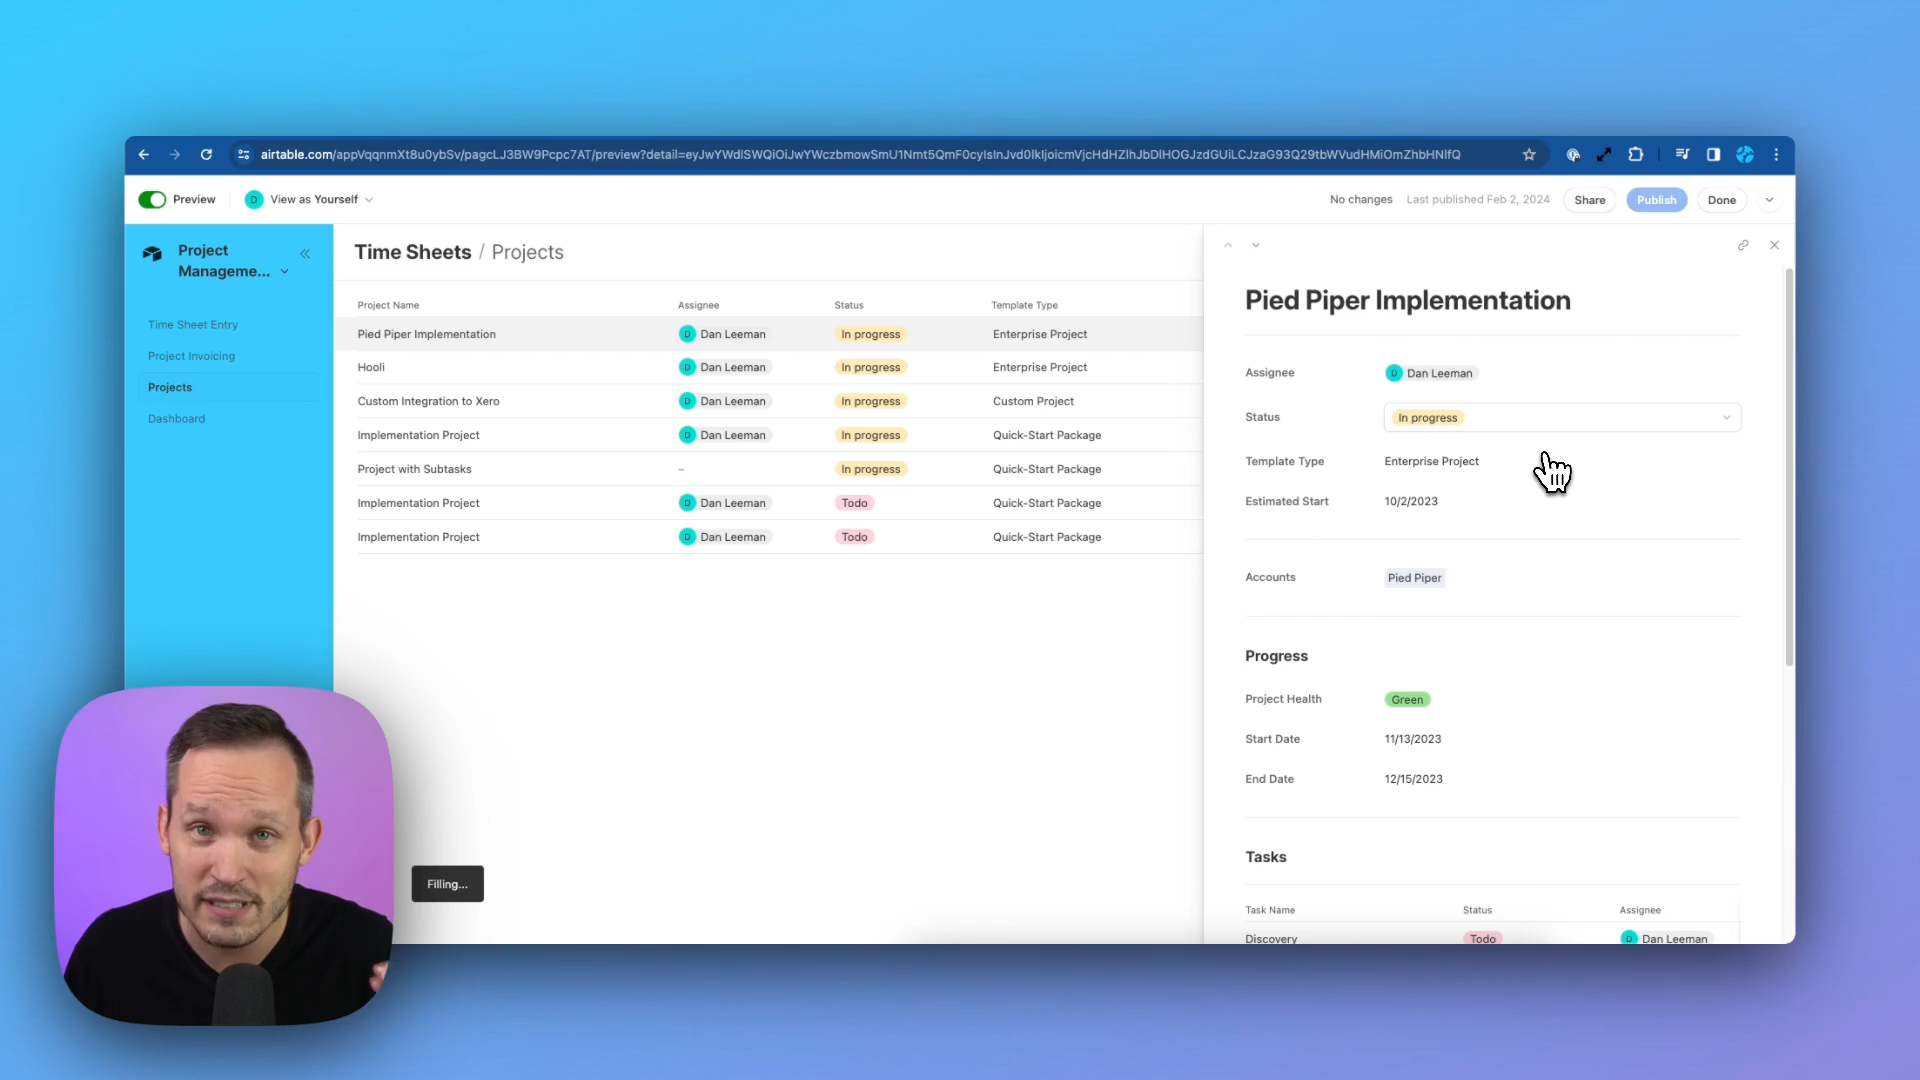 airtable.com/appVqqnmXt8u0ybSv/pagcLJ3BW9Pcpc7AT/preview?detail=
Preview
D View as Yourself
No changes Last published Feb 2, 2024 Share Publish Done
Project
Manageme...
Time Sheet Entry
Project Invoicing
Projects
Dashboard
Time Sheets / Projects
Project Name Assignee Status Template Type
Pied Piper Implementation D Dan Leeman In progress Enterprise Project
Hooli D Dan Leeman In progress Enterprise Project
Custom Integration to Xero D Dan Leeman In progress Custom Project
Implementation Project D Dan Leeman In progress Quick-Start Package
Project with Subtasks – In progress Quick-Start Package
Implementation Project D Dan Leeman Todo Quick-Start Package
Implementation Project D Dan Leeman Todo Quick-Start Package
Filling...
Pied Piper Implementation
Assignee D Dan Leeman
Status In progress
Template Type Enterprise Project
Estimated Start 10/2/2023
Accounts Pied Piper
Progress
Project Health Green
Start Date 11/13/2023
End Date 12/15/2023
Tasks
Task Name Status Assignee
Discovery Todo D Dan Leeman